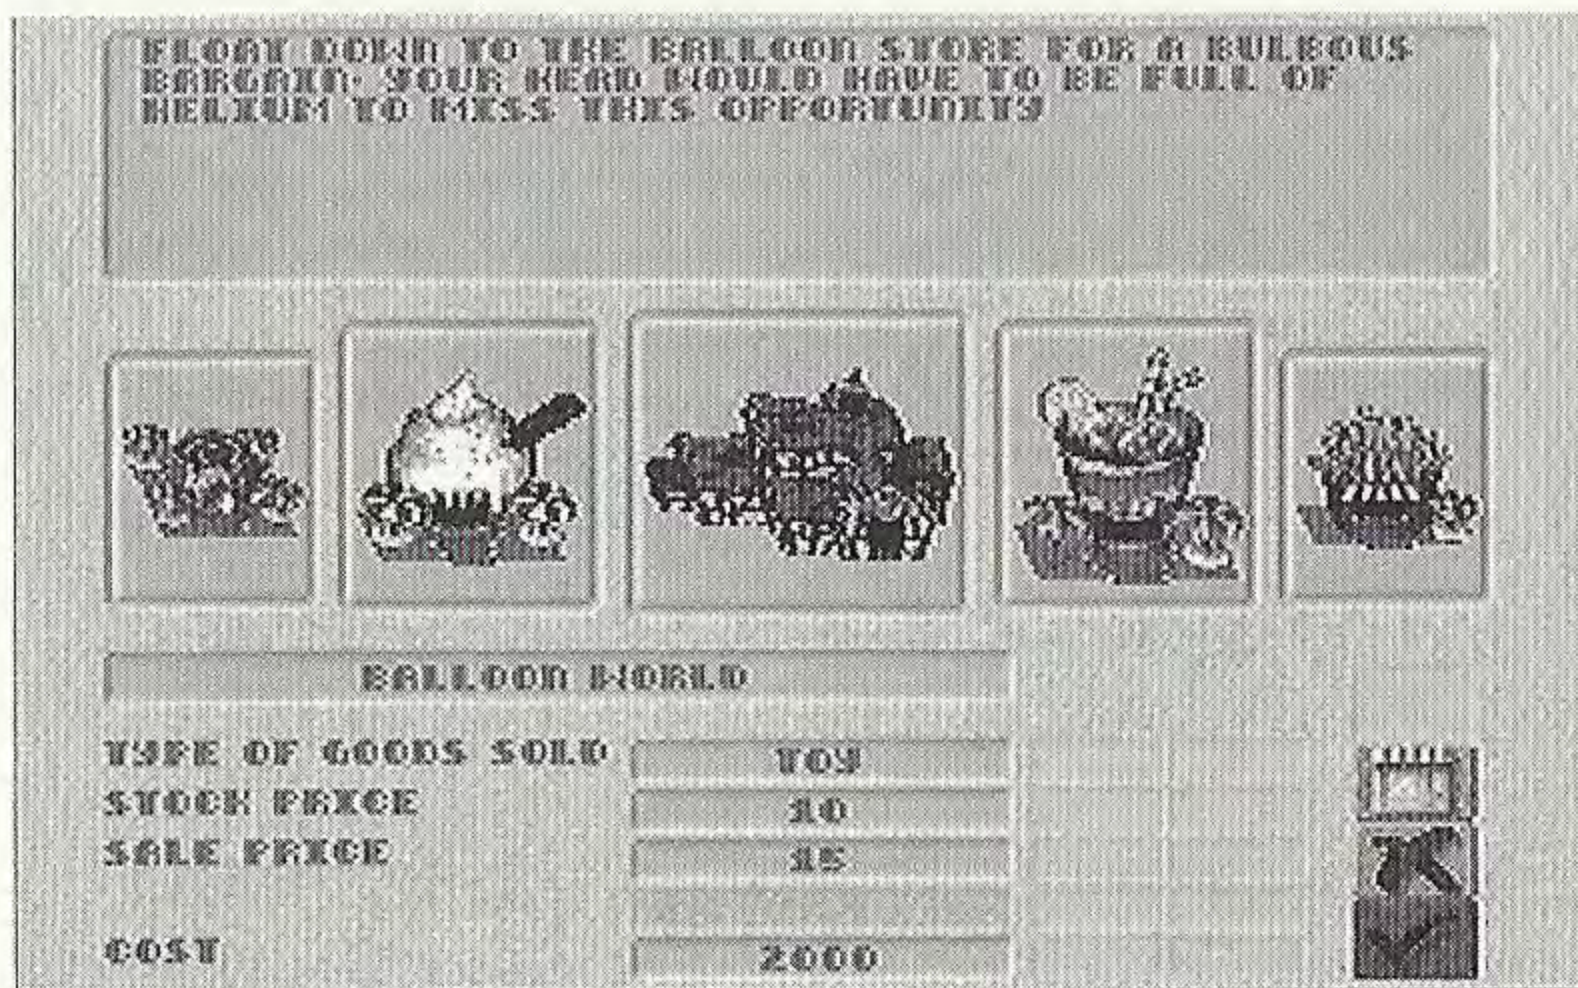 FLOAT DOWN TO THE BALLOON STORE FOR A BULBOUS
BARGAIN. YOUR HEAD WOULD HAVE TO BE FULL OF
HELIUM TO MISS THIS OPPORTUNITY
BALLOON WORLD
TYPE OF GOODS SOLD TOY
STOCK PRICE 10
SALE PRICE 15
COST 2000